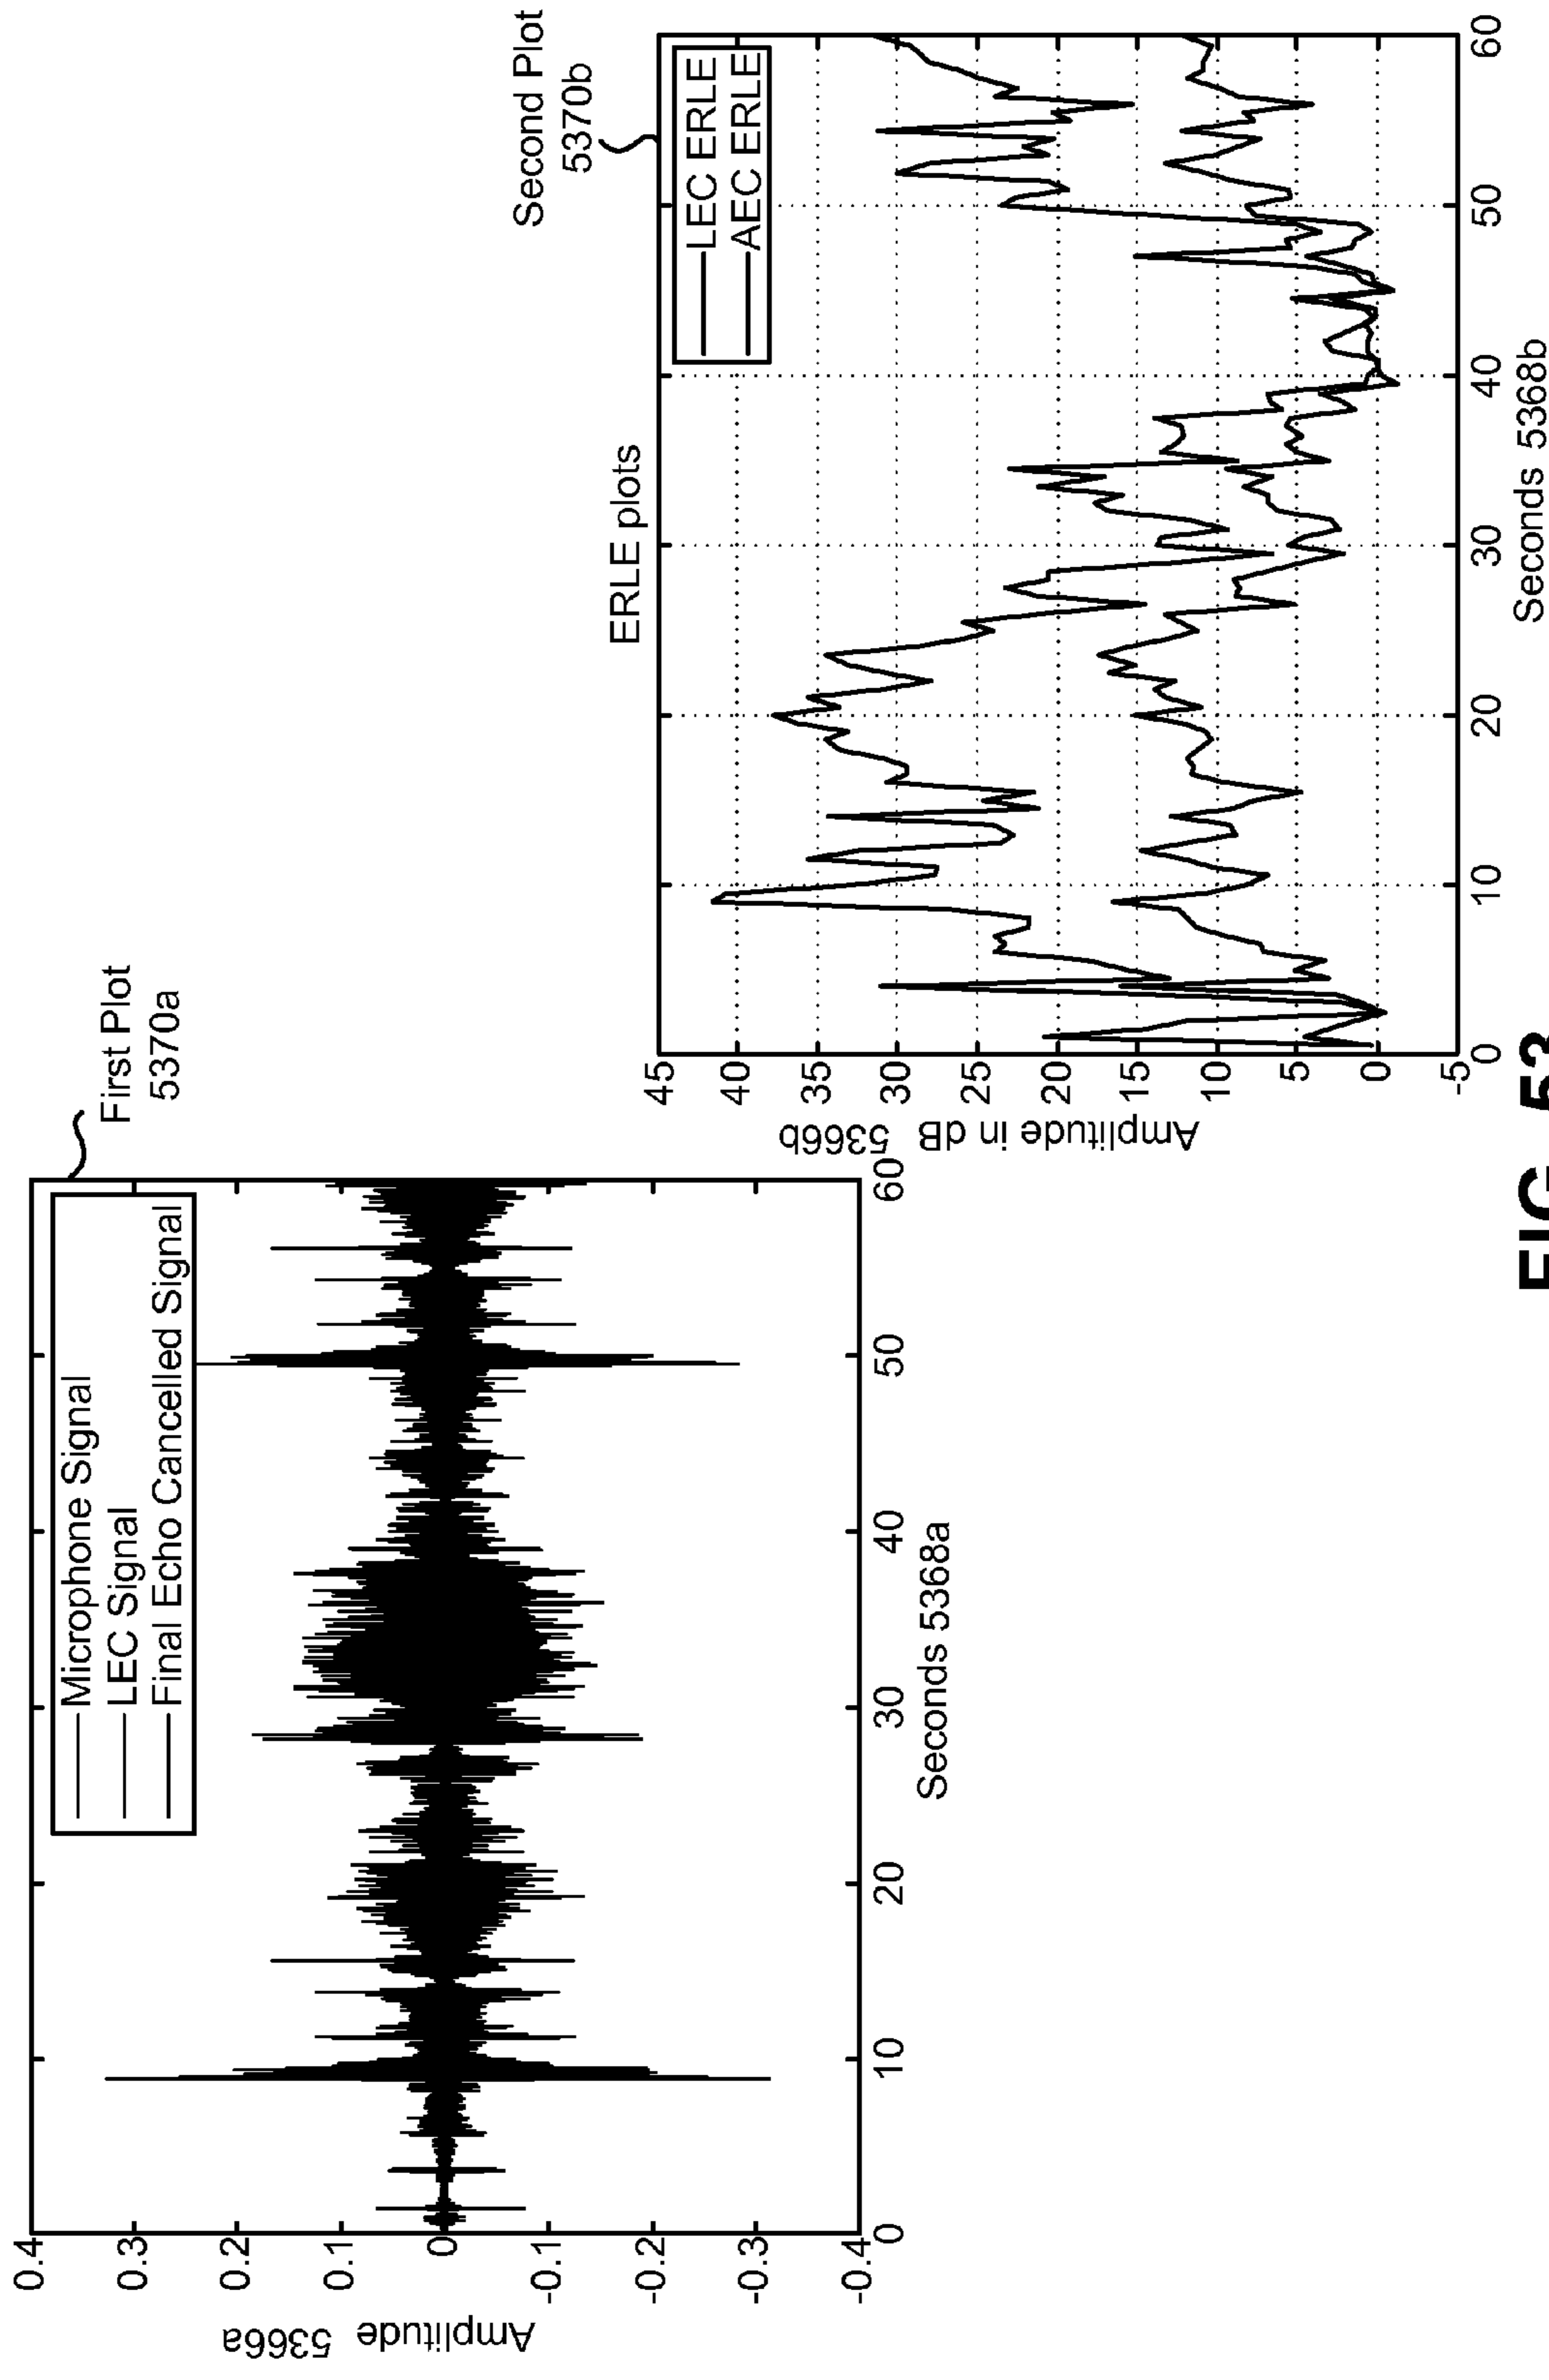 First Plot
5370a
Microphone Signal
LEC Signal
Final Echo Cancelled Signal
0.4
0.3
0.2
0.1
0
-0.1
-0.2
-0.3
-0.4
Amplitude 5366a
0 10 20 30 40 50 60
Seconds 5368a
Second Plot
5370b
ERLE plots
LEC ERLE
AEC ERLE
45
40
35
30
25
20
15
10
5
0
-5
Amplitude in dB
5366b
0 10 20 30 40 50 60
Seconds 5368b
FIG. 53